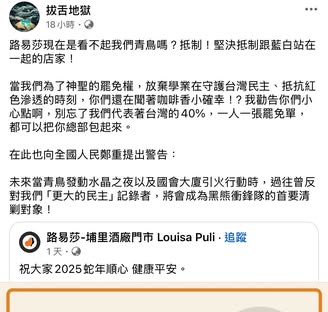 拔舌地獄
18 小時・
路易莎現在是看不起我們青鳥嗎？抵制！堅決抵制跟藍白站在
一起的店家！
當我們為了神聖的罷免權，放棄學業在守護台灣民主、抵抗紅
色滲透的時刻，你們還在聞著咖啡香小確幸！？我勸告你們小
心點啊，別忘了我們代表著台灣的40%，一人一張罷免單，
都可以把你總部包起來。
在此也向全國人民鄭重提出警告：
未來當青鳥發動水晶之夜以及國會大廈引火行動時，過往曾反
對我們「更大的民主」記錄者，將會成為黑熊衝鋒隊的首要清
剿對象！
路易莎-埔里酒廠門市 Louisa Puli・追蹤
1 天・
祝大家2025蛇年順心 健康平安。